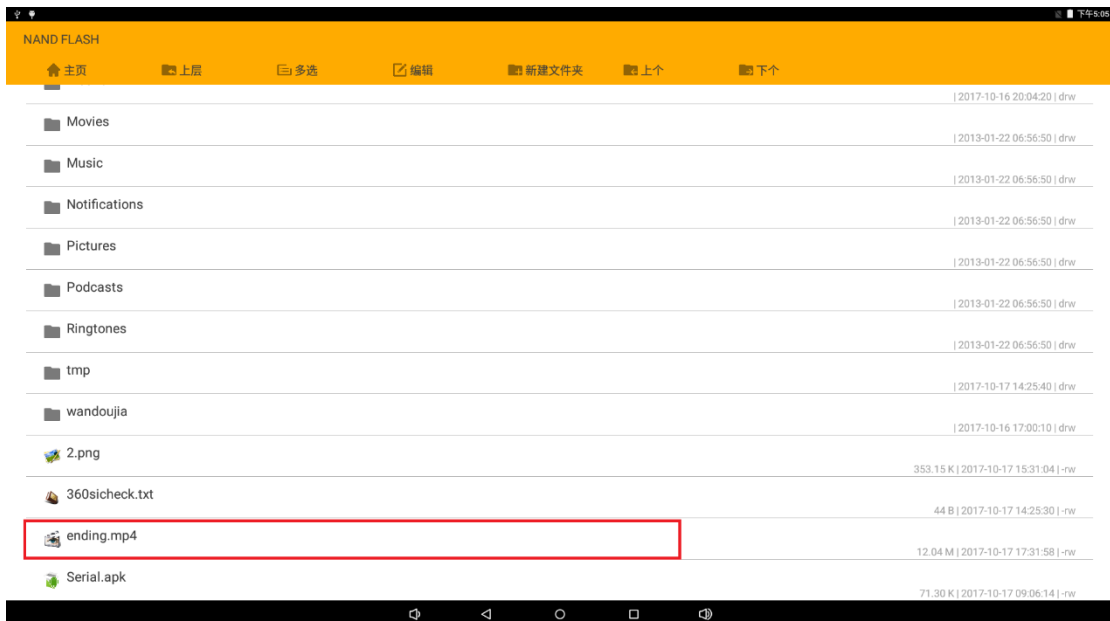 下午5:05
NAND FLASH
主页 上层 多选 编辑 新建文件夹 上个 下个
| 2017-10-16 20:04:20 | drw
Movies
| 2013-01-22 06:56:50 | drw
Music
| 2013-01-22 06:56:50 | drw
Notifications
| 2013-01-22 06:56:50 | drw
Pictures
| 2013-01-22 06:56:50 | drw
Podcasts
| 2013-01-22 06:56:50 | drw
Ringtones
| 2013-01-22 06:56:50 | drw
tmp
| 2017-10-17 14:25:40 | drw
wandoujia
| 2017-10-16 17:00:10 | drw
2.png
353.15 K | 2017-10-17 15:31:04 | -rw
360sicheck.txt
44 B | 2017-10-17 14:25:30 | -rw
ending.mp4
12.04 M | 2017-10-17 17:31:58 | -rw
Serial.apk
71.30 K | 2017-10-17 09:06:14 | -rw